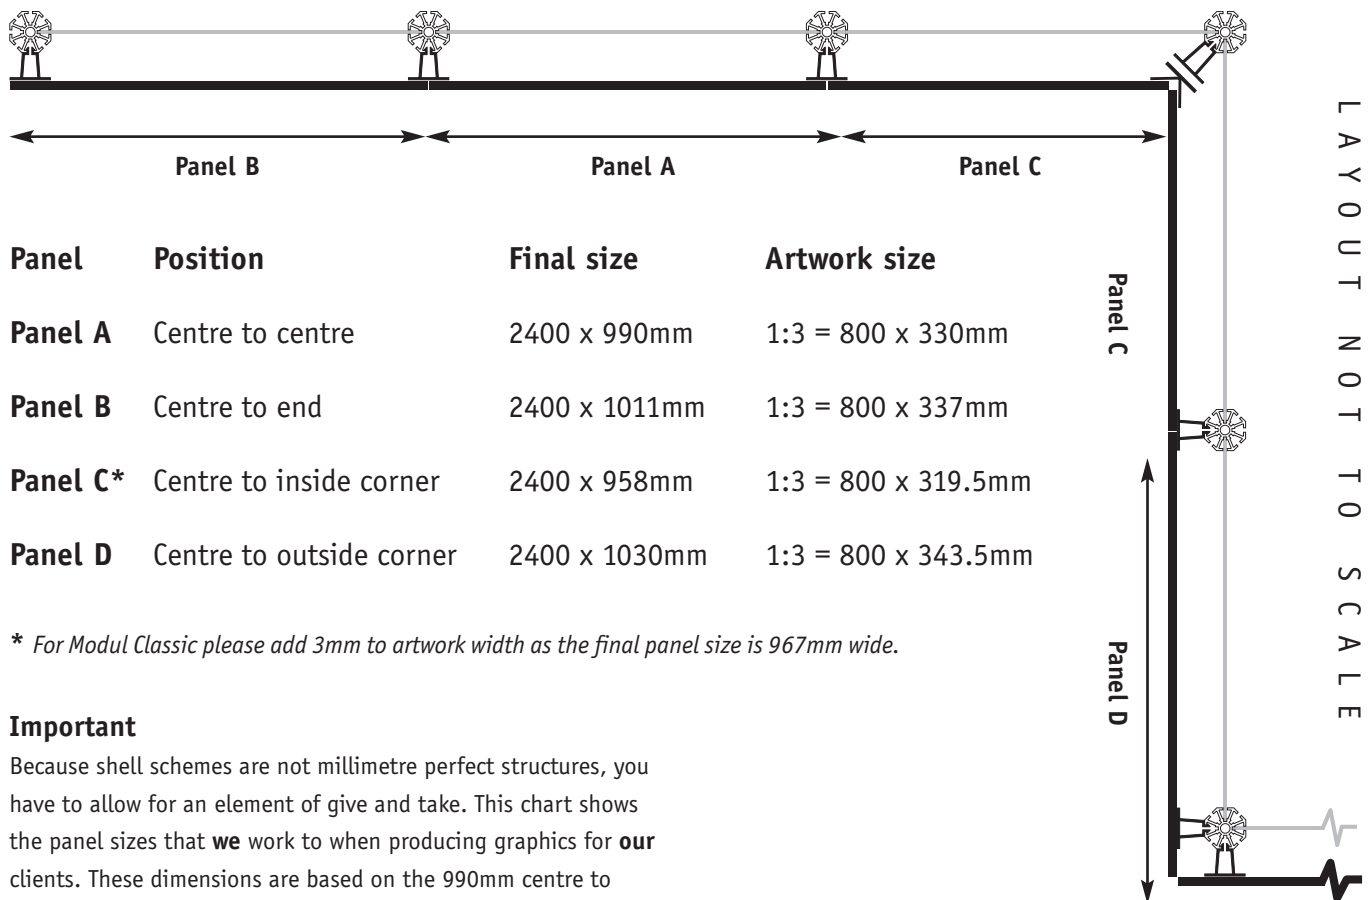 Panel B Panel A Panel C
Panel Position Final size Artwork size
Panel A Centre to centre 2400 x 990mm 1:3 = 800 x 330mm
Panel B Centre to end 2400 x 1011mm 1:3 = 800 x 337mm
Panel C* Centre to inside corner 2400 x 958mm 1:3 = 800 x 319.5mm
Panel D Centre to outside corner 2400 x 1030mm 1:3 = 800 x 343.5mm
* For Modul Classic please add 3mm to artwork width as the final panel size is 967mm wide.
Important
Because shell schemes are not millimetre perfect structures, you
have to allow for an element of give and take. This chart shows
the panel sizes that we work to when producing graphics for our
clients. These dimensions are based on the 990mm centre to
Panel C
Panel D
LAYOUT NOT TO SCALE